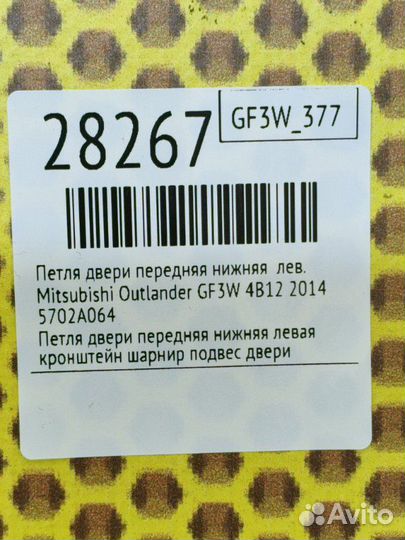 28267
GF3W_377
Петля двери передняя нижняя лев.
Mitsubishi Outlander GF3W 4B12 2014
5702A064
Петля двери передняя нижняя левая
кронштейн шарнир подвес двери
Avito